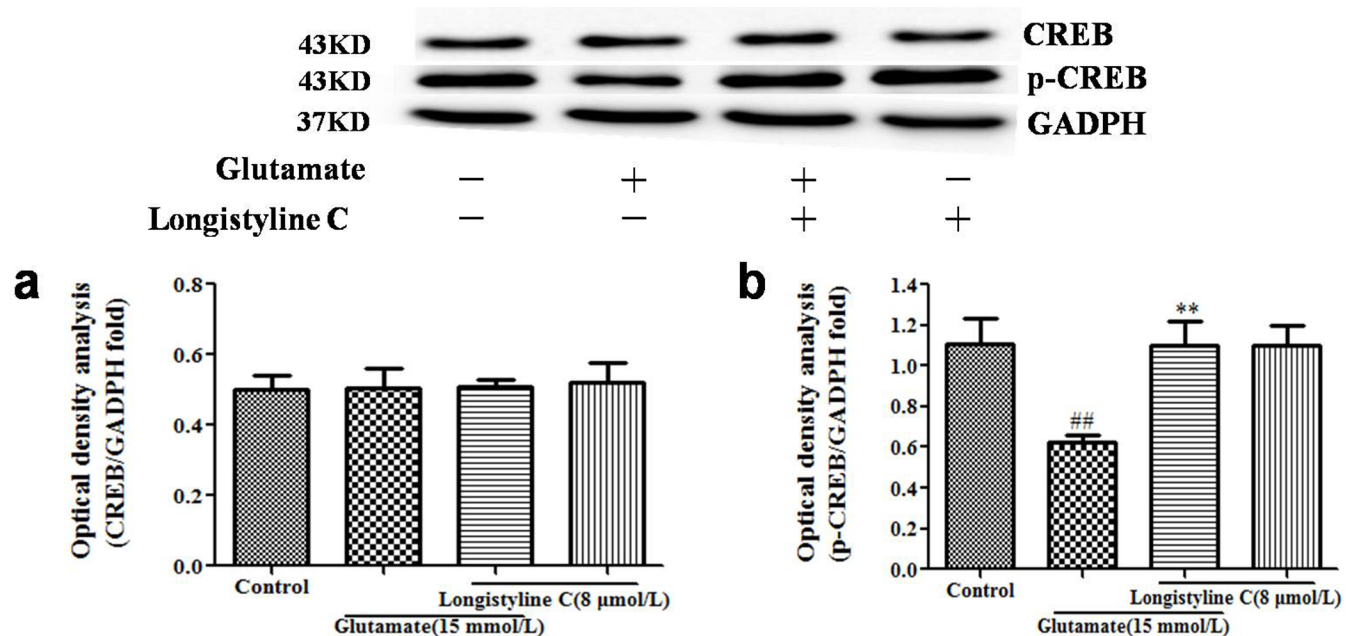 43KD CREB
43KD p-CREB
37KD GADPH
Glutamate − + + −
Longistyline C − − + +
a
Optical density analysis
(CREB/GADPH fold)
0.8
0.6
0.4
0.2
0.0
Control
Longistyline C(8 μmol/L)
Glutamate(15 mmol/L)
b
Optical density analysis
(p-CREB/GADPH fold)
1.4
1.2
1.0
0.8
0.6
0.4
0.2
0.0
##
**
Control
Longistyline C(8 μmol/L)
Glutamate(15 mmol/L)